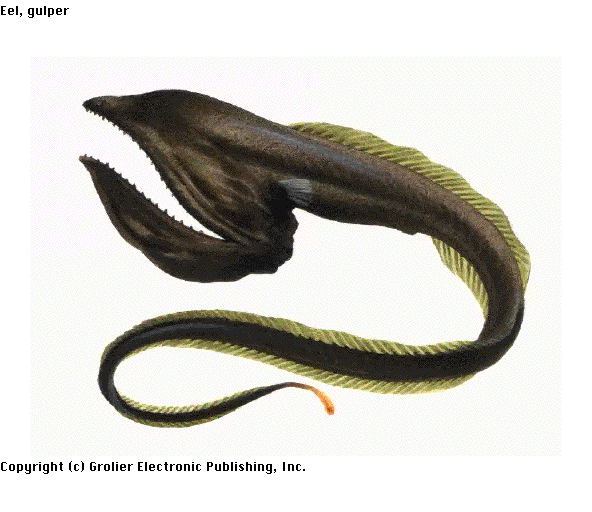 Eel, gulper
Copyright (c) Grolier Electronic Publishing, Inc.